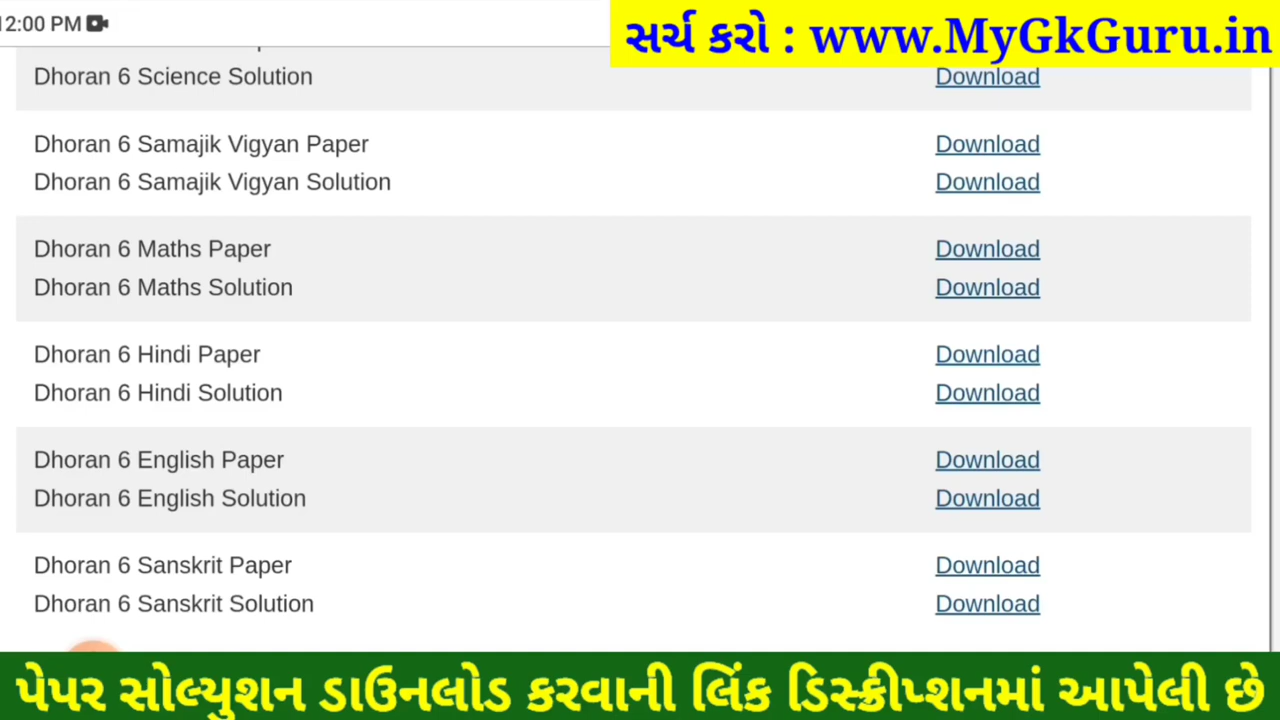 12:00 PM
સર્ચ કરો : www.MyGkGuru.in
Dhoran 6 Science Solution Download
Dhoran 6 Samajik Vigyan Paper Download
Dhoran 6 Samajik Vigyan Solution Download
Dhoran 6 Maths Paper Download
Dhoran 6 Maths Solution Download
Dhoran 6 Hindi Paper Download
Dhoran 6 Hindi Solution Download
Dhoran 6 English Paper Download
Dhoran 6 English Solution Download
Dhoran 6 Sanskrit Paper Download
Dhoran 6 Sanskrit Solution Download
પેપર સોલ્યુશન ડાઉનલોડ કરવાની લિંક ડિસ્ક્રીપ્શનમાં આપેલી છે